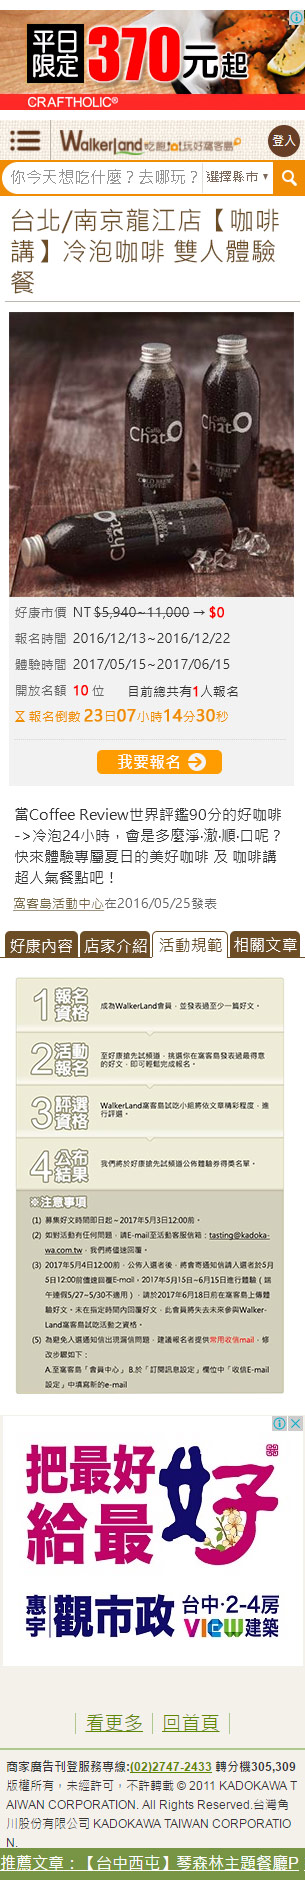 平日
限定
370元起
CRAFTHOLIC®
WalkerLand 吃飽sol玩好窩客島
登入
你今天想吃什麼？去哪玩？
選擇縣市 ▼
台北/南京龍江店【咖啡
講】冷泡咖啡 雙人體驗
餐
Caffe
ChatO
COLD BREW
COFFEE
Caffe
ChatO
Caffe
ChatO
好康市價 NT $5,940~11,000 → $0
報名時間 2016/12/13~2016/12/22
體驗時間 2017/05/15~2017/06/15
開放名額 10 位 目前總共有1人報名
報名倒數 23日07小時14分30秒
我要報名
當Coffee Review世界評鑑90分的好咖啡
->冷泡24小時，會是多麼淨‧澈‧順‧口呢？
快來體驗專屬夏日的美好咖啡 及 咖啡講
超人氣餐點吧！
窩客島活動中心在2016/05/25發表
好康內容 店家介紹 活動規範 相關文章
1 報名資格
成為WalkerLand會員，並發表過至少一篇好文。
2 活動報名
至好康搶先試頻道，挑選你在窩客島發表過最得意
的好文，即可輕鬆完成報名。
3 評選資格
WalkerLand窩客島試吃小組將依文章精彩程度，進
行評選。
4 公布結果
我們將於好康搶先試頻道公佈體驗券得獎名單。
※注意事項
(1) 募集好文時間即日起～2017年5月3日12:00前。
(2) 如對活動有任何問題，請E-mail至活動客服信箱：tasting@kadoka-
wa.com.tw，我們將儘速回覆。
(3) 2017年5月4日12:00前，公佈入選者後，將會寄通知信請入選者於5月
5日12:00前儘速回覆E-mail，2017年5月15日~6月15日進行體驗（端
午連假5/27~5/30不適用），請於2017年6月18日前在窩客島上傳體
驗好文。未在指定時間內回覆好文，此會員將失去未來參與Walker-
Land窩客島試吃活動之資格。
(5) 為避免入選通知信出現漏信問題，建議報名者提供常用收信mail，修
改步驟如下：
A.至窩客島「會員中心」B.於「訂閱訊息設定」欄位中「收信E-mail
設定」中填寫新的e-mail
把最好
給最
好
惠宇 觀市政 台中·2-4房
VIEW建築
看更多 回首頁
商家廣告刊登服務專線:(02)2747-2433 轉分機305,309
版權所有，未經許可，不許轉載 © 2011 KADOKAWA T
AIWAN CORPORATION. All Rights Reserved.台灣角
川股份有限公司 KADOKAWA TAIWAN CORPORATIO
N.
推薦文章：【台中西屯】琴森林主題餐廳P